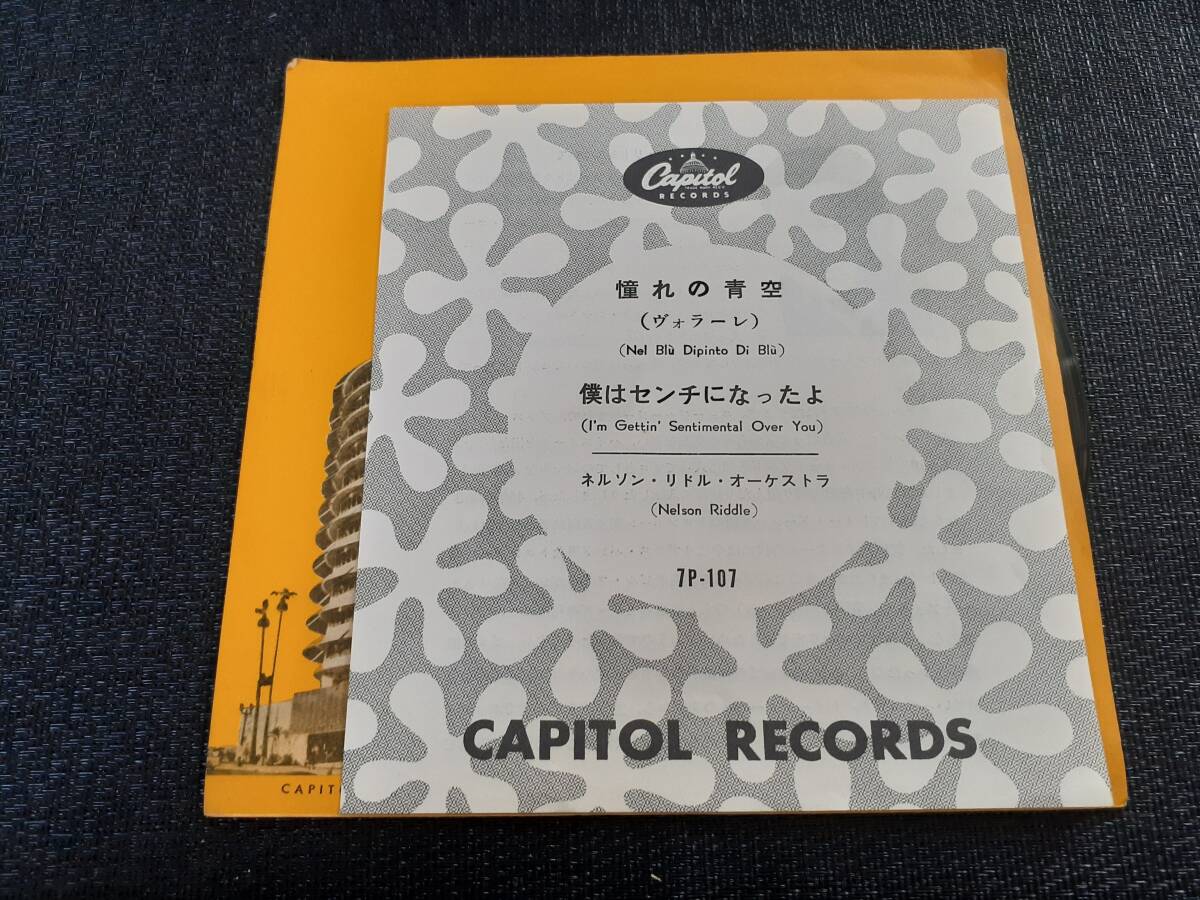 Capitol
RECORDS
憧れの青空
(ヴォラーレ)
(Nel Blù Dipinto Di Blù)
僕はセンチになったよ
(I'm Gettin' Sentimental Over You)
ネルソン・リドル・オーケストラ
(Nelson Riddle)
7P-107
CAPITOL RECORDS
CAPIT